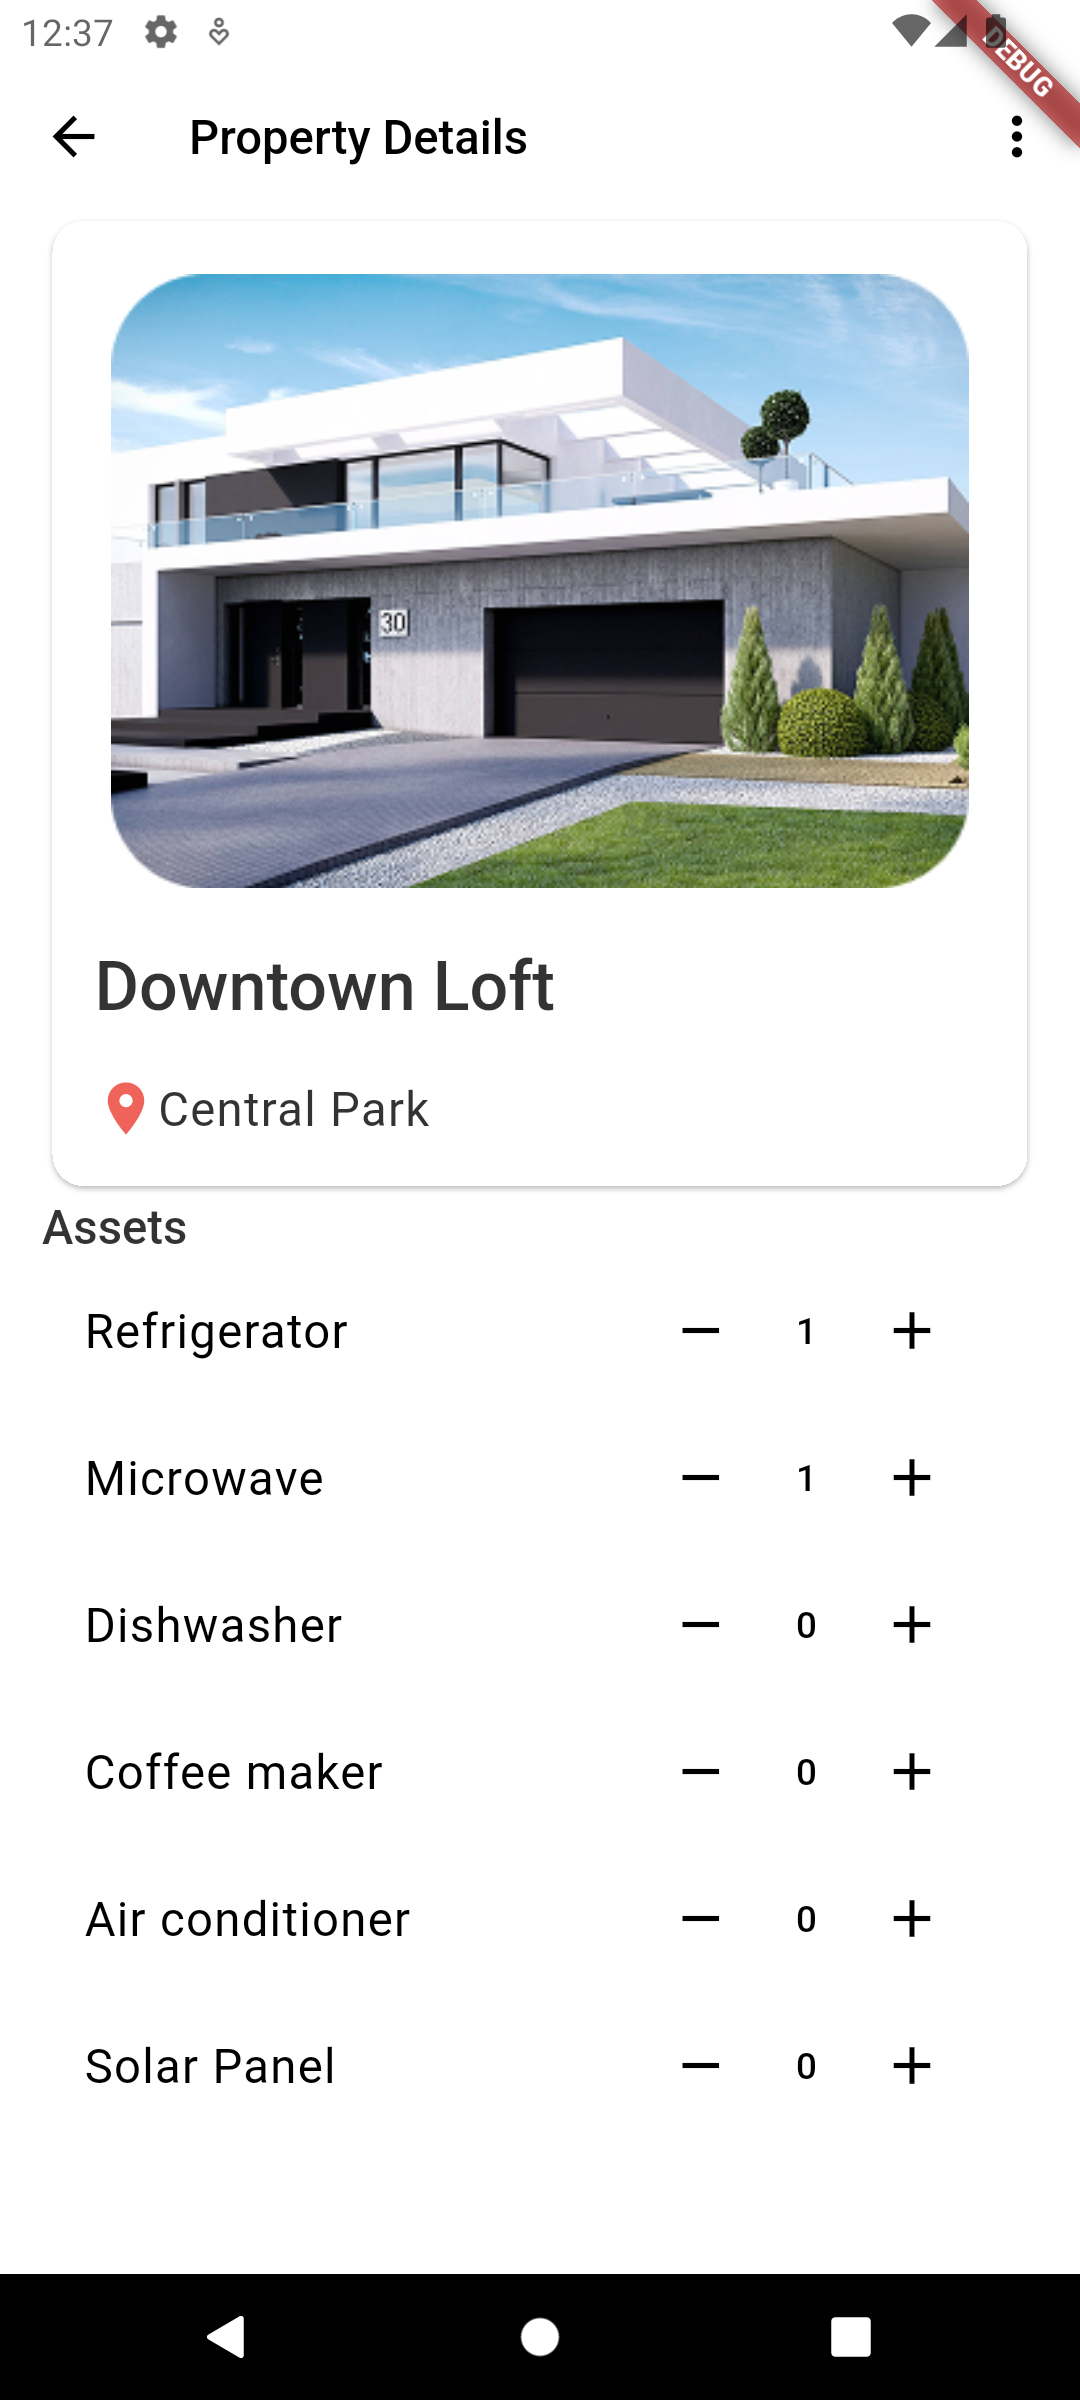 12:37
DEBUG
Property Details
30
Downtown Loft
Central Park
Assets
Refrigerator 1
Microwave 1
Dishwasher 0
Coffee maker 0
Air conditioner 0
Solar Panel 0